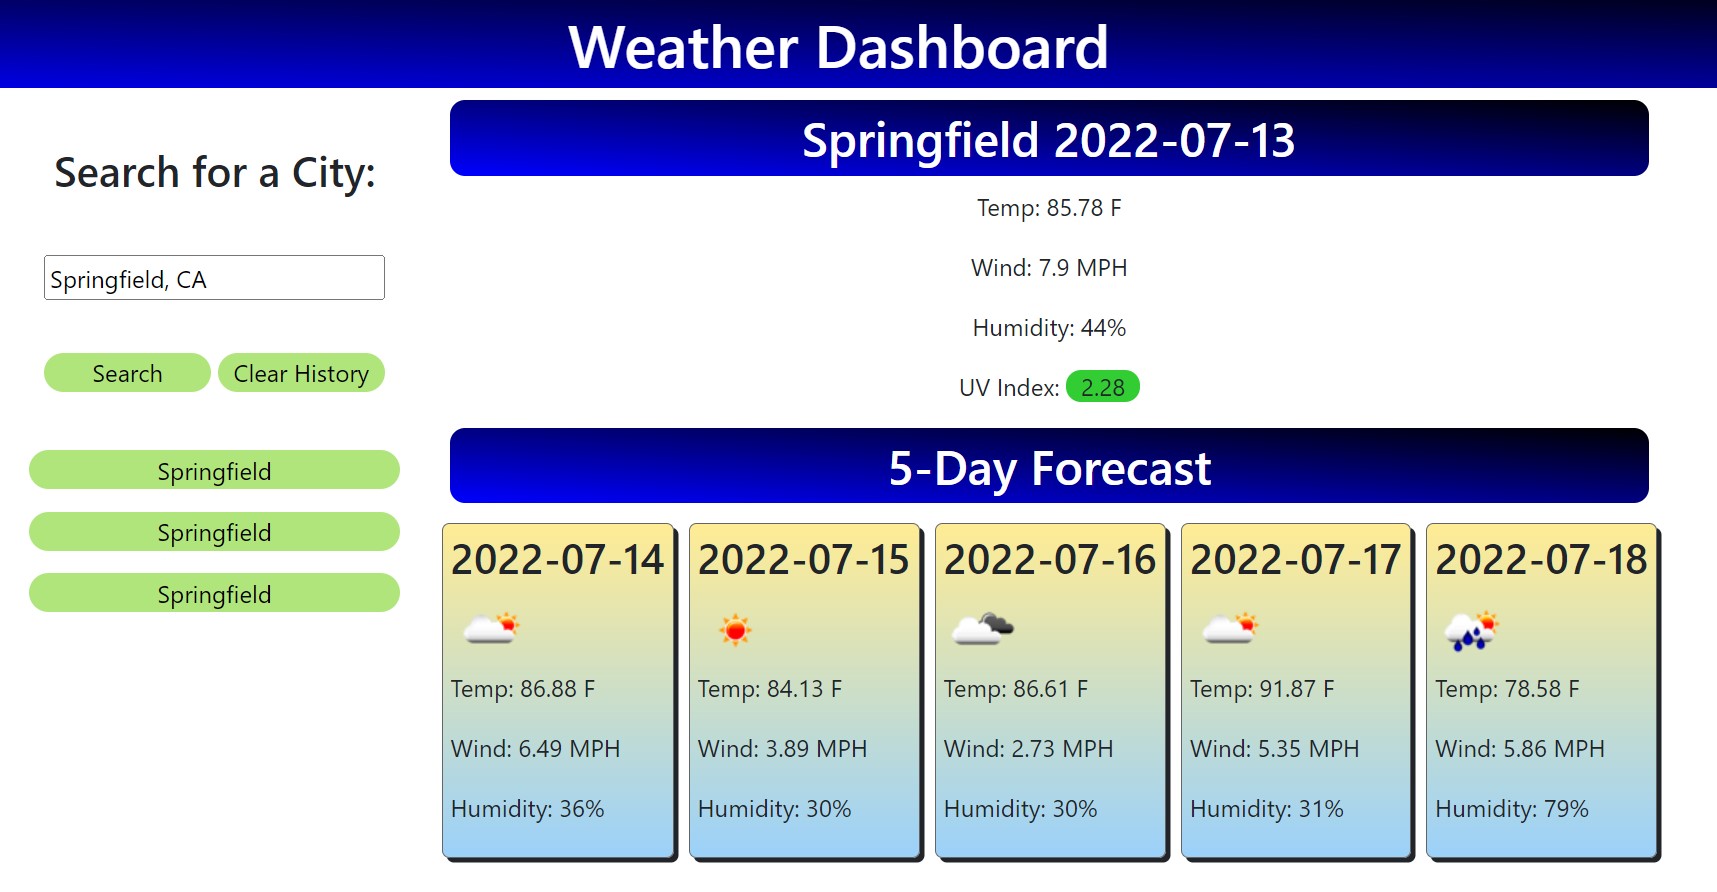 Weather Dashboard
Search for a City:
Springfield, CA
Search
Clear History
Springfield
Springfield
Springfield
Springfield 2022-07-13
Temp: 85.78 F
Wind: 7.9 MPH
Humidity: 44%
UV Index: 2.28
5-Day Forecast
2022-07-14
Temp: 86.88 F
Wind: 6.49 MPH
Humidity: 36%
2022-07-15
Temp: 84.13 F
Wind: 3.89 MPH
Humidity: 30%
2022-07-16
Temp: 86.61 F
Wind: 2.73 MPH
Humidity: 30%
2022-07-17
Temp: 91.87 F
Wind: 5.35 MPH
Humidity: 31%
2022-07-18
Temp: 78.58 F
Wind: 5.86 MPH
Humidity: 79%